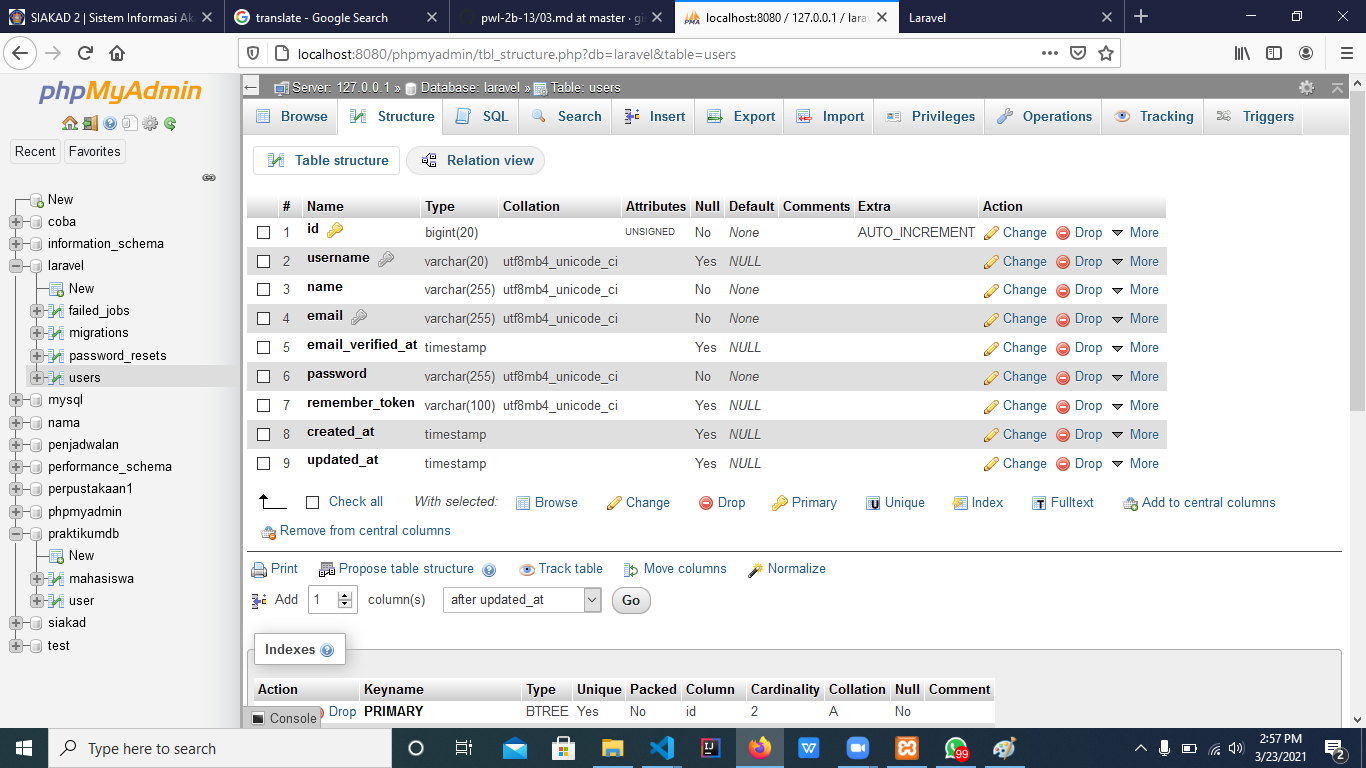 SIAKAD 2 | Sistem Informasi Ak
translate - Google Search
pwl-2b-13/03.md at master · gi
localhost:8080 / 127.0.0.1 / lara
Laravel
localhost:8080/phpmyadmin/tbl_structure.php?db=laravel&table=users
phpMyAdmin
Recent
Favorites
New
coba
information_schema
laravel
New
failed_jobs
migrations
password_resets
users
mysql
nama
penjadwalan
performance_schema
perpustakaan1
phpmyadmin
praktikumdb
New
mahasiswa
user
siakad
test
Server: 127.0.0.1 » Database: laravel » Table: users
Browse Structure SQL Search Insert Export Import Privileges Operations Tracking Triggers
Table structure Relation view
# Name Type Collation Attributes Null Default Comments Extra Action
1 id bigint(20) UNSIGNED No None AUTO_INCREMENT Change Drop More
2 username varchar(20) utf8mb4_unicode_ci Yes NULL Change Drop More
3 name varchar(255) utf8mb4_unicode_ci No None Change Drop More
4 email varchar(255) utf8mb4_unicode_ci No None Change Drop More
5 email_verified_at timestamp Yes NULL Change Drop More
6 password varchar(255) utf8mb4_unicode_ci No None Change Drop More
7 remember_token varchar(100) utf8mb4_unicode_ci Yes NULL Change Drop More
8 created_at timestamp Yes NULL Change Drop More
9 updated_at timestamp Yes NULL Change Drop More
Check all With selected: Browse Change Drop Primary Unique Index Fulltext Add to central columns
Remove from central columns
Print Propose table structure Track table Move columns Normalize
Add 1 column(s) after updated_at Go
Indexes
Action Keyname Type Unique Packed Column Cardinality Collation Null Comment
Drop PRIMARY BTREE Yes No id 2 A No
Console
Type here to search
99
2:57 PM
3/23/2021
2